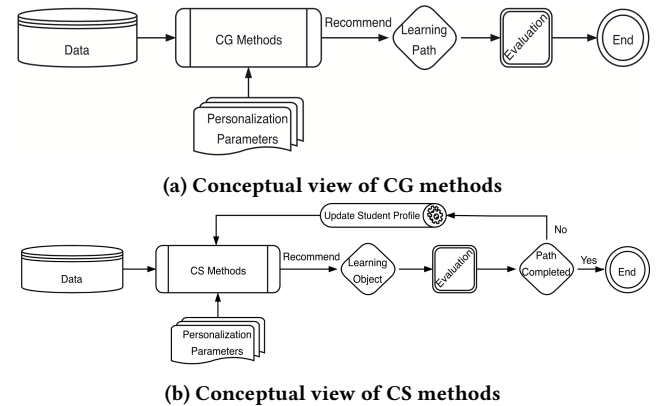 Data
CG Methods
Recommend
Learning
Path
Evaluation
End
Personalization
Parameters
(a) Conceptual view of CG methods
Update Student Profile
No
Data
CS Methods
Recommend
Learning
Object
Evaluation
Path
Completed
Yes
End
Personalization
Parameters
(b) Conceptual view of CS methods